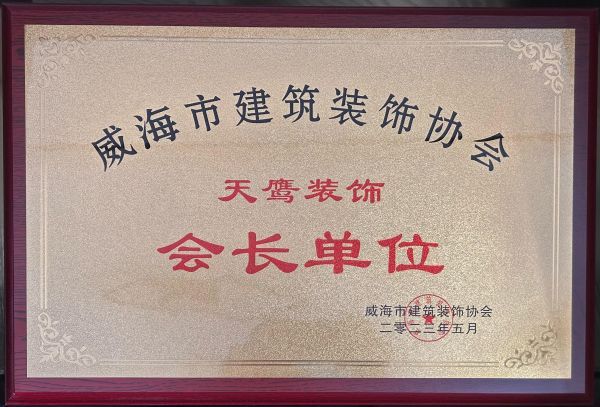 威海市建筑装饰协会
天鹰装饰
会长单位
威海市建筑装饰协会
二零二三年五月